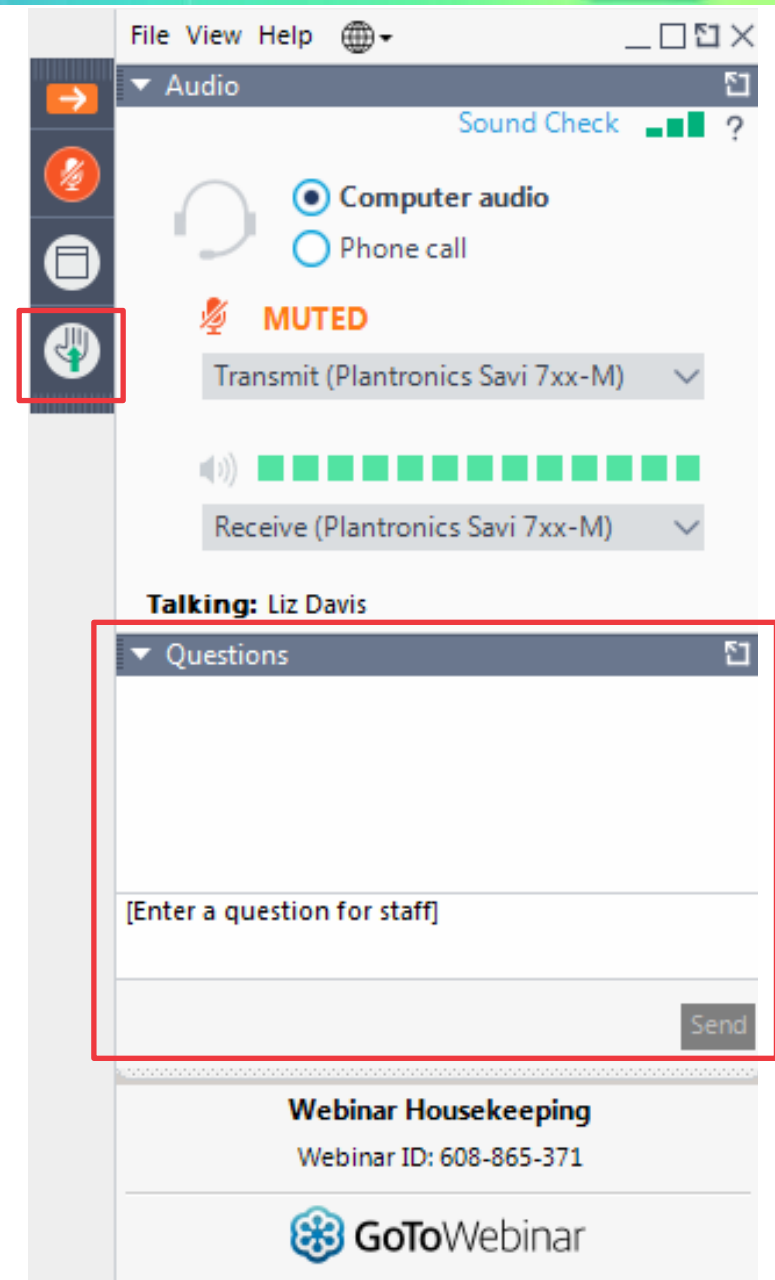 File View Help
Audio
Sound Check ?
Computer audio
Phone call
MUTED
Transmit (Plantronics Savi 7xx-M)
Receive (Plantronics Savi 7xx-M)
Talking: Liz Davis
Questions
[Enter a question for staff]
Send
Webinar Housekeeping
Webinar ID: 608-865-371
GoToWebinar